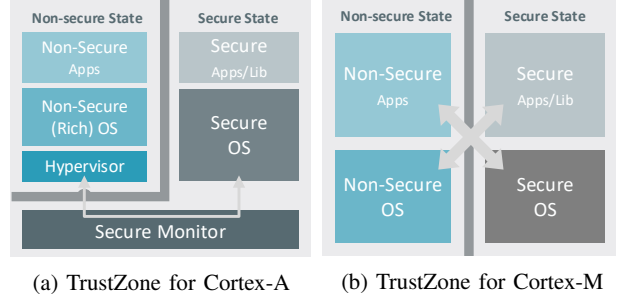 Non-secure State
Secure State
Non-Secure
Apps
Secure
Apps/Lib
Non-Secure
(Rich) OS
Secure
OS
Hypervisor
Secure Monitor
(a) TrustZone for Cortex-A
Non-secure State
Secure State
Non-Secure
Apps
Secure
Apps/Lib
Non-Secure
OS
Secure
OS
(b) TrustZone for Cortex-M